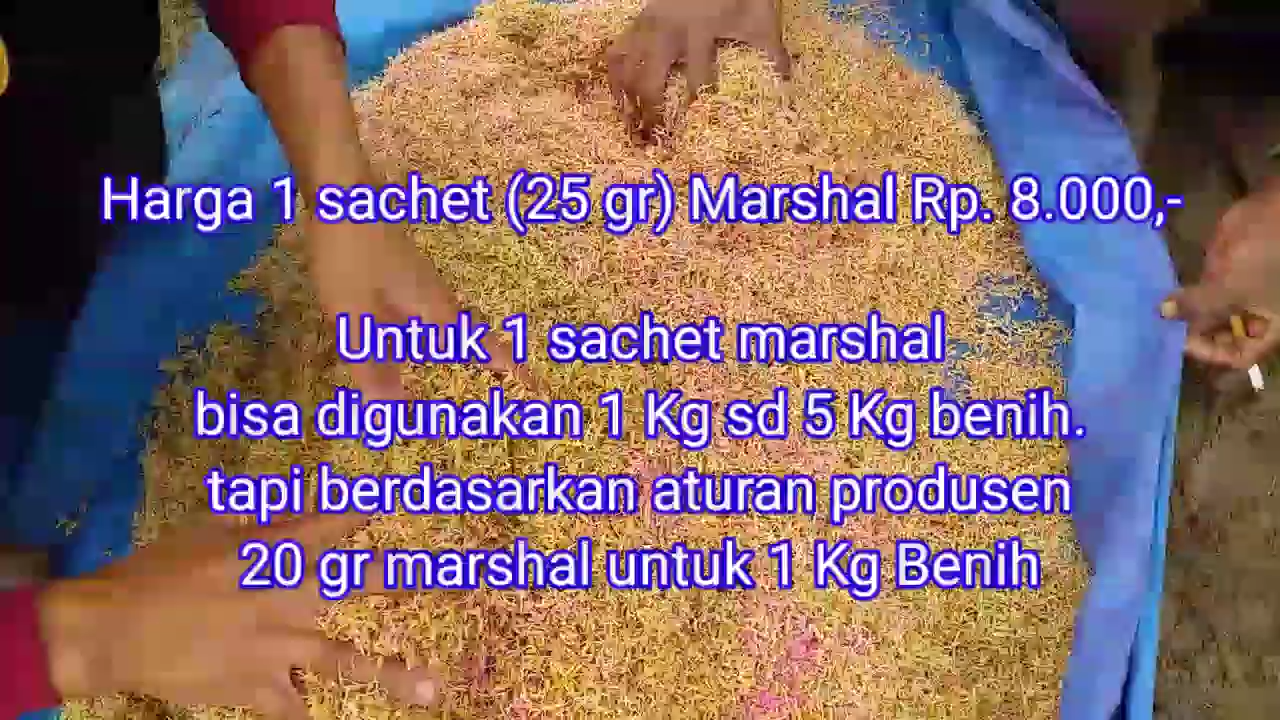 Harga 1 sachet (25 gr) Marshal Rp. 8.000,-
Untuk 1 sachet marshal
bisa digunakan 1 Kg sd 5 Kg benih.
tapi berdasarkan aturan produsen
20 gr marshal untuk 1 Kg Benih